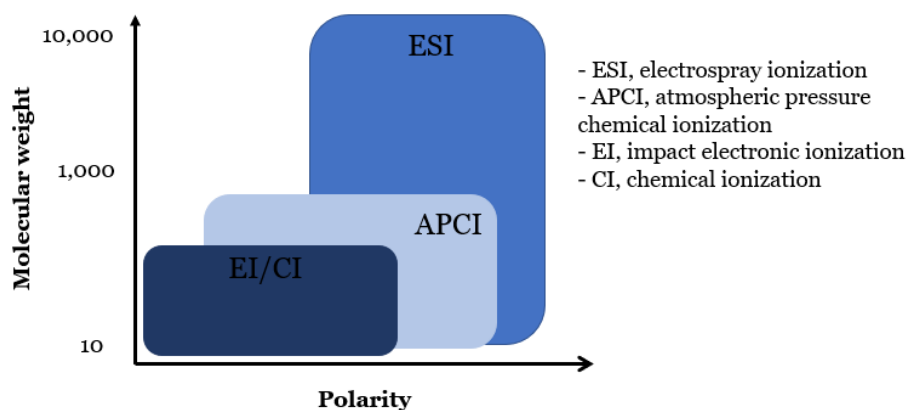 10,000
ESI
- ESI, electrospray ionization
- APCI, atmospheric pressure
chemical ionization
- EI, impact electronic ionization
- CI, chemical ionization
Molecular weight
1,000
APCI
EI/CI
10
Polarity